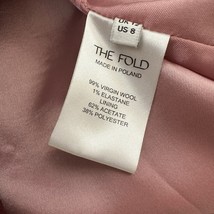 US 8
THE FOLD
MADE IN POLAND
99% VIRGIN WOOL
1% ELASTANE
LINING:
62% ACETATE
38% POLYESTER